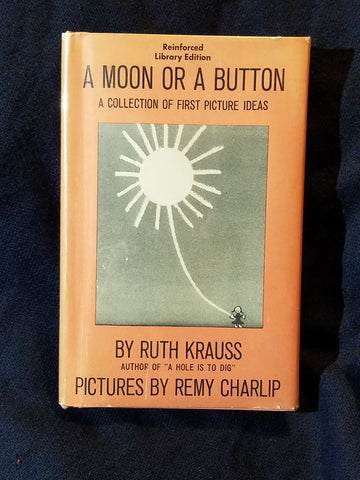 Reinforced
Library Edition
A MOON OR A BUTTON
A COLLECTION OF FIRST PICTURE IDEAS
BY RUTH KRAUSS
AUTHOR OF "A HOLE IS TO DIG"
PICTURES BY REMY CHARLIP